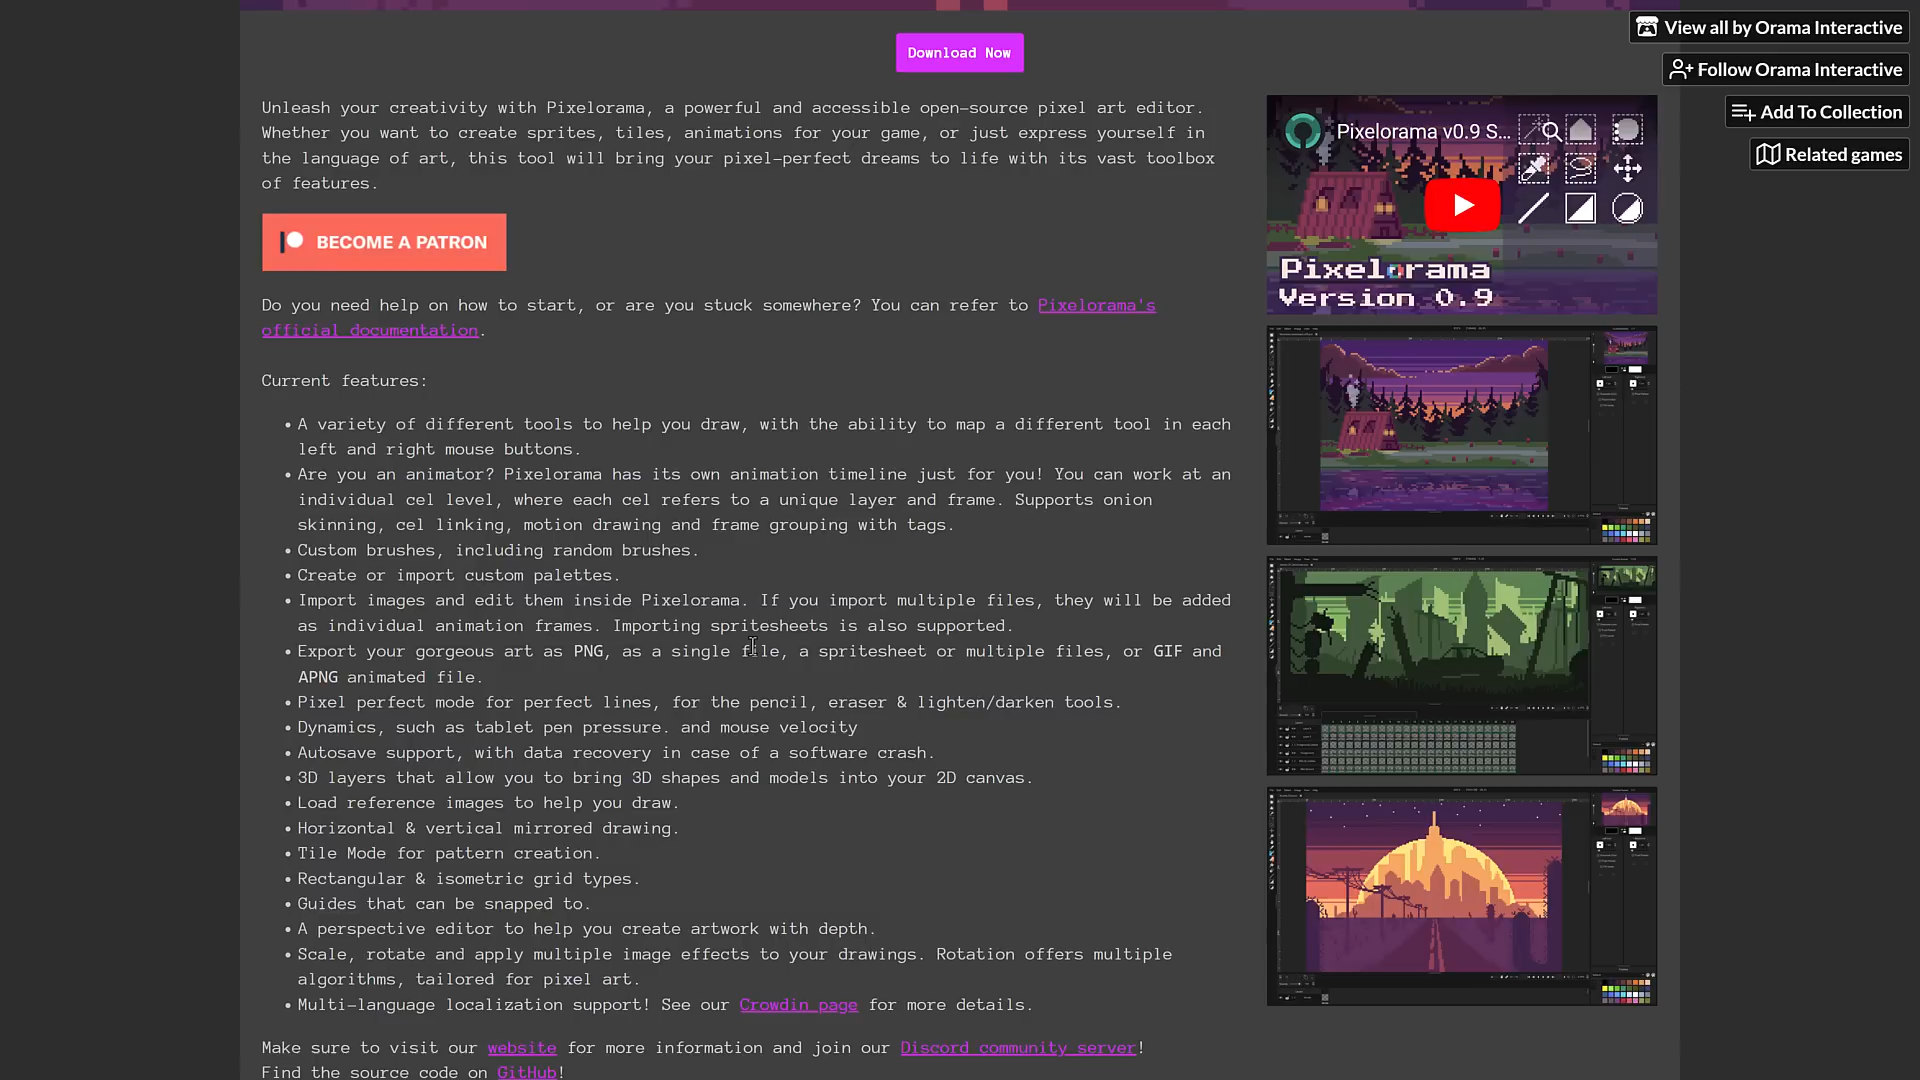 Download Now
View all by Orama Interactive
Follow Orama Interactive
Add To Collection
Related games
Unleash your creativity with Pixelorama, a powerful and accessible open-source pixel art editor.
Whether you want to create sprites, tiles, animations for your game, or just express yourself in
the language of art, this tool will bring your pixel-perfect dreams to life with its vast toolbox
of features.
BECOME A PATRON
Do you need help on how to start, or are you stuck somewhere? You can refer to Pixelorama's
official documentation.
Current features:
• A variety of different tools to help you draw, with the ability to map a different tool in each
left and right mouse buttons.
• Are you an animator? Pixelorama has its own animation timeline just for you! You can work at an
individual cel level, where each cel refers to a unique layer and frame. Supports onion
skinning, cel linking, motion drawing and frame grouping with tags.
• Custom brushes, including random brushes.
• Create or import custom palettes.
• Import images and edit them inside Pixelorama. If you import multiple files, they will be added
as individual animation frames. Importing spritesheets is also supported.
• Export your gorgeous art as PNG, as a single file, a spritesheet or multiple files, or GIF and
APNG animated file.
• Pixel perfect mode for perfect lines, for the pencil, eraser & lighten/darken tools.
• Dynamics, such as tablet pen pressure. and mouse velocity
• Autosave support, with data recovery in case of a software crash.
• 3D layers that allow you to bring 3D shapes and models into your 2D canvas.
• Load reference images to help you draw.
• Horizontal & vertical mirrored drawing.
• Tile Mode for pattern creation.
• Rectangular & isometric grid types.
• Guides that can be snapped to.
• A perspective editor to help you create artwork with depth.
• Scale, rotate and apply multiple image effects to your drawings. Rotation offers multiple
algorithms, tailored for pixel art.
• Multi-language localization support! See our Crowdin page for more details.
Make sure to visit our website for more information and join our Discord community server!
Find the source code on GitHub!
Pixelorama v0.9 S...
Pixelorama
Version 0.9